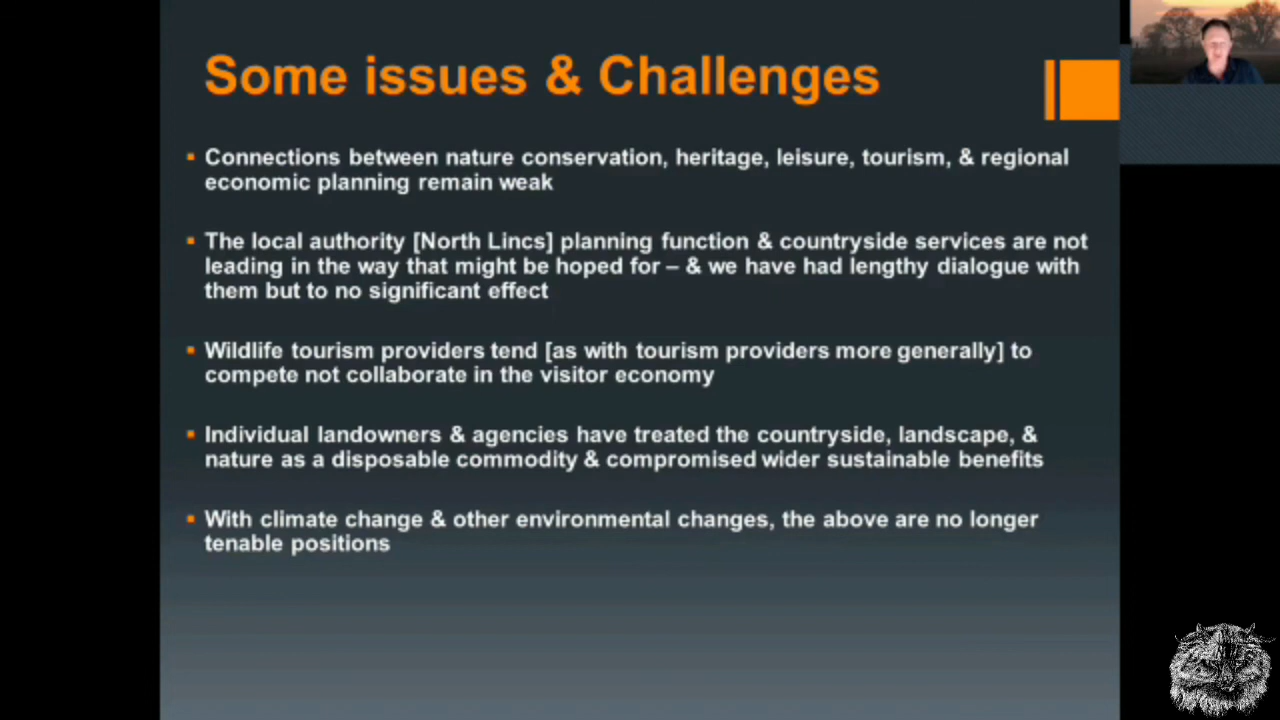 Some issues & Challenges
Connections between nature conservation, heritage, leisure, tourism, & regional
economic planning remain weak
The local authority [North Lincs] planning function & countryside services are not
leading in the way that might be hoped for – & we have had lengthy dialogue with
them but to no significant effect
Wildlife tourism providers tend [as with tourism providers more generally] to
compete not collaborate in the visitor economy
Individual landowners & agencies have treated the countryside, landscape, &
nature as a disposable commodity & compromised wider sustainable benefits
With climate change & other environmental changes, the above are no longer
tenable positions